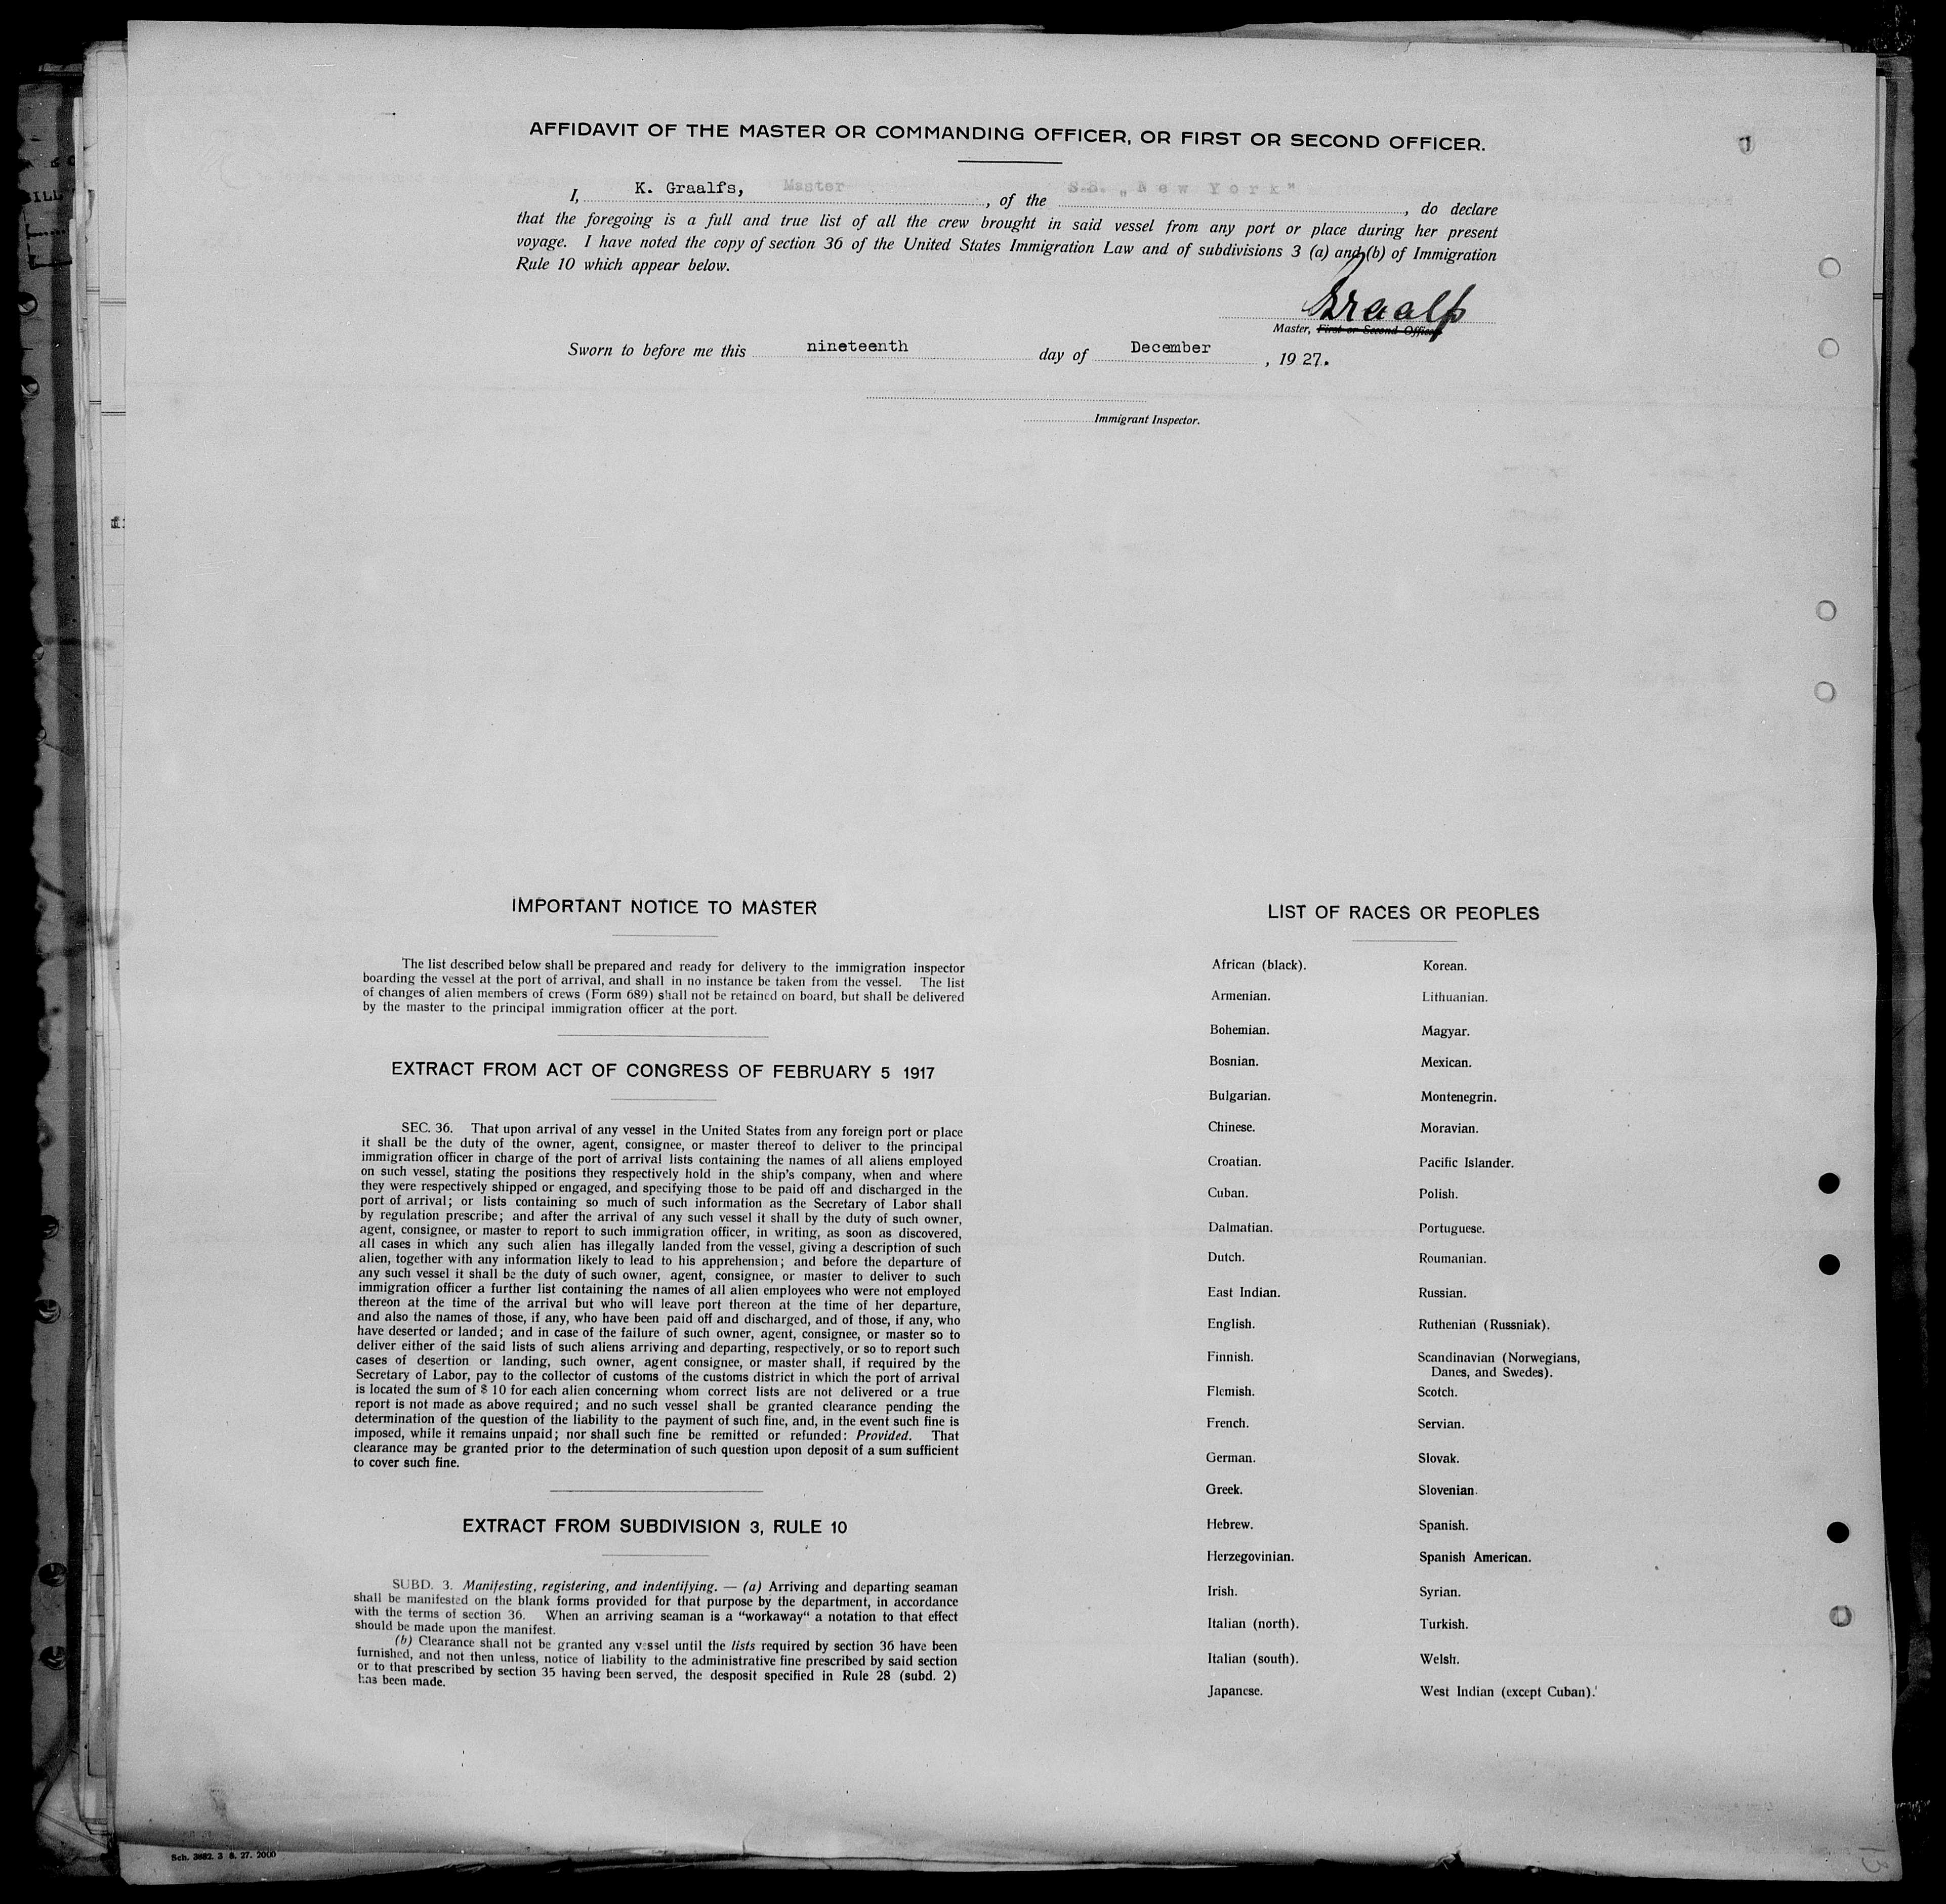 AFFIDAVIT OF THE MASTER OR COMMANDING OFFICER, OR FIRST OR SECOND OFFICER.
I, K. Graalfs, Master, of the S.S. „New York", do declare
that the foregoing is a full and true list of all the crew brought in said vessel from any port or place during her present
voyage. I have noted the copy of section 36 of the United States Immigration Law and of subdivisions 3 (a) and (b) of Immigration
Rule 10 which appear below.
Graalfs
Master, First or Second Officer.
Sworn to before me this nineteenth day of December, 1927.
Immigrant Inspector.
IMPORTANT NOTICE TO MASTER
The list described below shall be prepared and ready for delivery to the immigration inspector
boarding the vessel at the port of arrival, and shall in no instance be taken from the vessel. The list
of changes of alien members of crews (Form 689) shall not be retained on board, but shall be delivered
by the master to the principal immigration officer at the port.
EXTRACT FROM ACT OF CONGRESS OF FEBRUARY 5 1917
SEC. 36. That upon arrival of any vessel in the United States from any foreign port or place
it shall be the duty of the owner, agent, consignee, or master thereof to deliver to the principal
immigration officer in charge of the port of arrival lists containing the names of all aliens employed
on such vessel, stating the positions they respectively hold in the ship's company, when and where
they were respectively shipped or engaged, and specifying those to be paid off and discharged in the
port of arrival; or lists containing so much of such information as the Secretary of Labor shall
by regulation prescribe; and after the arrival of any such vessel it shall by the duty of such owner,
agent, consignee, or master to report to such immigration officer, in writing, as soon as discovered,
all cases in which any such alien has illegally landed from the vessel, giving a description of such
alien, together with any information likely to lead to his apprehension; and before the departure of
any such vessel it shall be the duty of such owner, agent, consignee, or master to deliver to such
immigration officer a further list containing the names of all alien employees who were not employed
thereon at the time of the arrival but who will leave port thereon at the time of her departure,
and also the names of those, if any, who have been paid off and discharged, and of those, if any, who
have deserted or landed; and in case of the failure of such owner, agent, consignee, or master so to
deliver either of the said lists of such aliens arriving and departing, respectively, or so to report such
cases of desertion or landing, such owner, agent consignee, or master shall, if required by the
Secretary of Labor, pay to the collector of customs of the customs district in which the port of arrival
is located the sum of $ 10 for each alien concerning whom correct lists are not delivered or a true
report is not made as above required; and no such vessel shall be granted clearance pending the
determination of the question of the liability to the payment of such fine, and, in the event such fine is
imposed, while it remains unpaid; nor shall such fine be remitted or refunded: Provided. That
clearance may be granted prior to the determination of such question upon deposit of a sum sufficient
to cover such fine.
EXTRACT FROM SUBDIVISION 3, RULE 10
SUBD. 3. Manifesting, registering, and indentifying. — (a) Arriving and departing seaman
shall be manifested on the blank forms provided for that purpose by the department, in accordance
with the terms of section 36. When an arriving seaman is a "workaway" a notation to that effect
should be made upon the manifest.
(b) Clearance shall not be granted any vessel until the lists required by section 36 have been
furnished, and not then unless, notice of liability to the administrative fine prescribed by said section
or to that prescribed by section 35 having been served, the desposit specified in Rule 28 (subd. 2)
has been made.
LIST OF RACES OR PEOPLES
African (black).
Armenian.
Bohemian.
Bosnian.
Bulgarian.
Chinese.
Croatian.
Cuban.
Dalmatian.
Dutch.
East Indian.
English.
Finnish.
Flemish.
French.
German.
Greek.
Hebrew.
Herzegovinian.
Irish.
Italian (north).
Italian (south).
Japanese.
Korean.
Lithuanian.
Magyar.
Mexican.
Montenegrin.
Moravian.
Pacific Islander.
Polish.
Portuguese.
Roumanian.
Russian.
Ruthenian (Russniak).
Scandinavian (Norwegians,
Danes, and Swedes).
Scotch.
Servian.
Slovak.
Slovenian.
Spanish.
Spanish American.
Syrian.
Turkish.
Welsh.
West Indian (except Cuban).
Sch. 3682. 3 8. 27. 2000
13